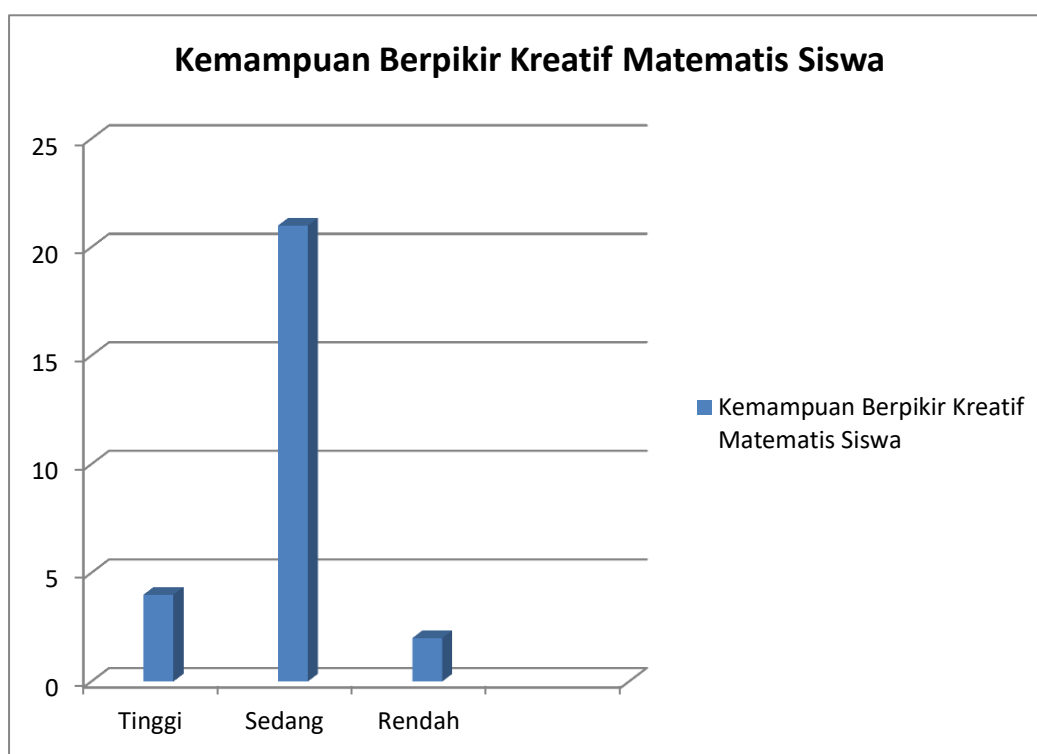 Kemampuan Berpikir Kreatif Matematis Siswa
25
20
15
10
5
0
Tinggi Sedang Rendah
Kemampuan Berpikir Kreatif
Matematis Siswa